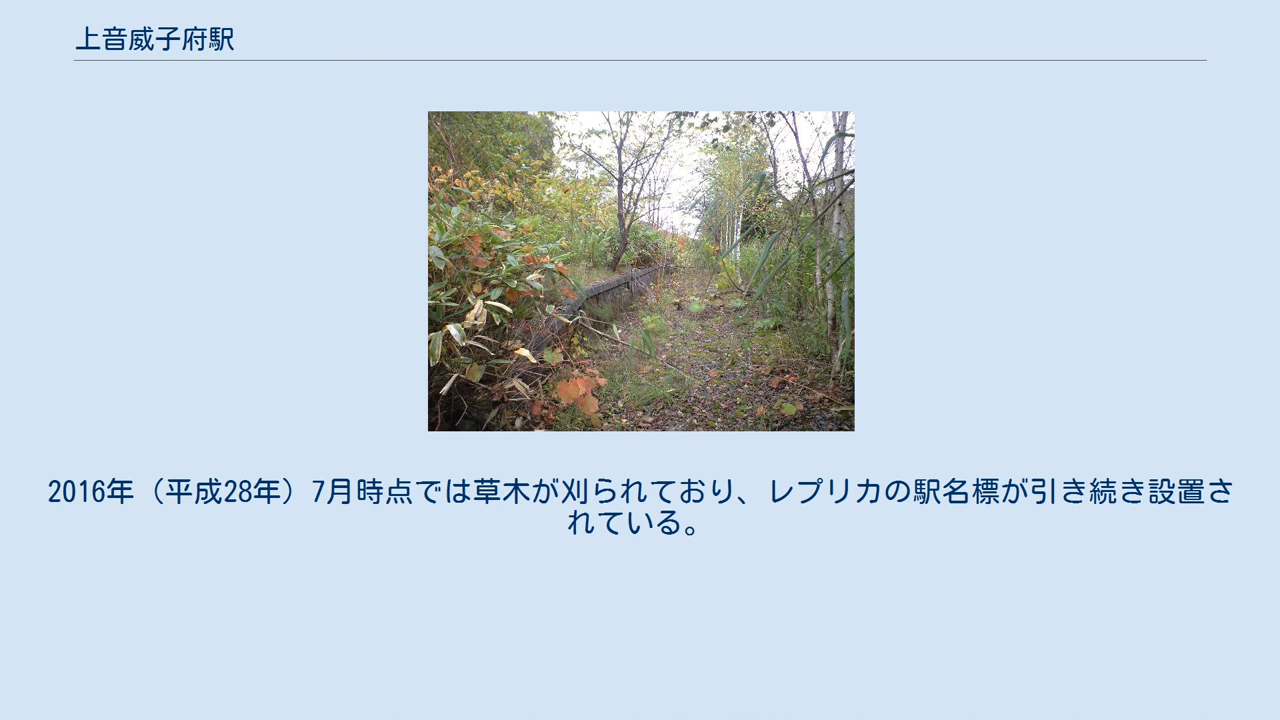 上音威子府駅
2016年（平成28年）7月時点では草木が刈られており、レプリカの駅名標が引き続き設置さ
れている。